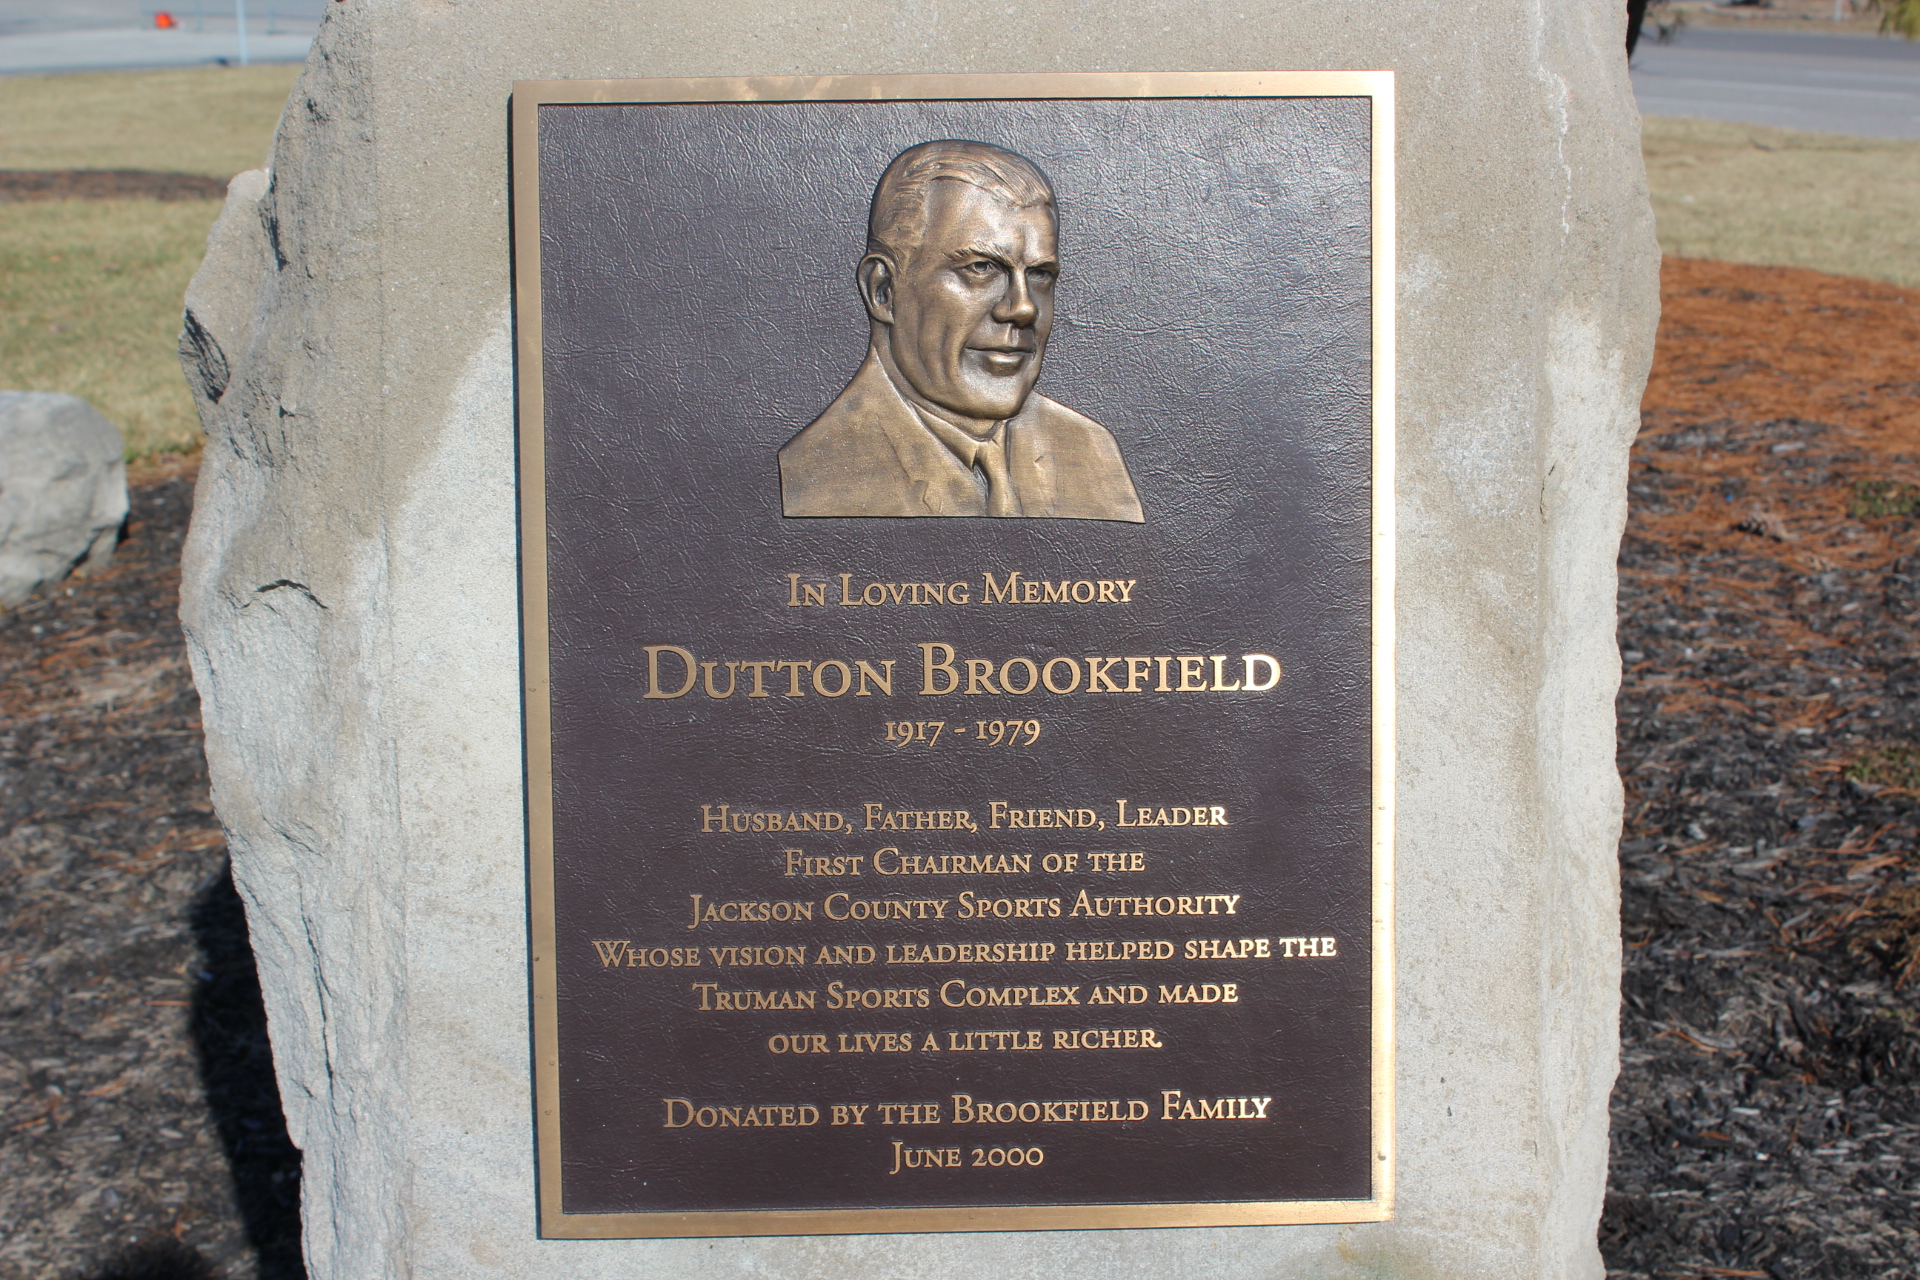 In Loving Memory
Dutton Brookfield
1917 - 1979
Husband, Father, Friend, Leader
First Chairman of the
Jackson County Sports Authority
Whose vision and leadership helped shape the
Truman Sports Complex and made
our lives a little richer.
Donated by the Brookfield Family
June 2000